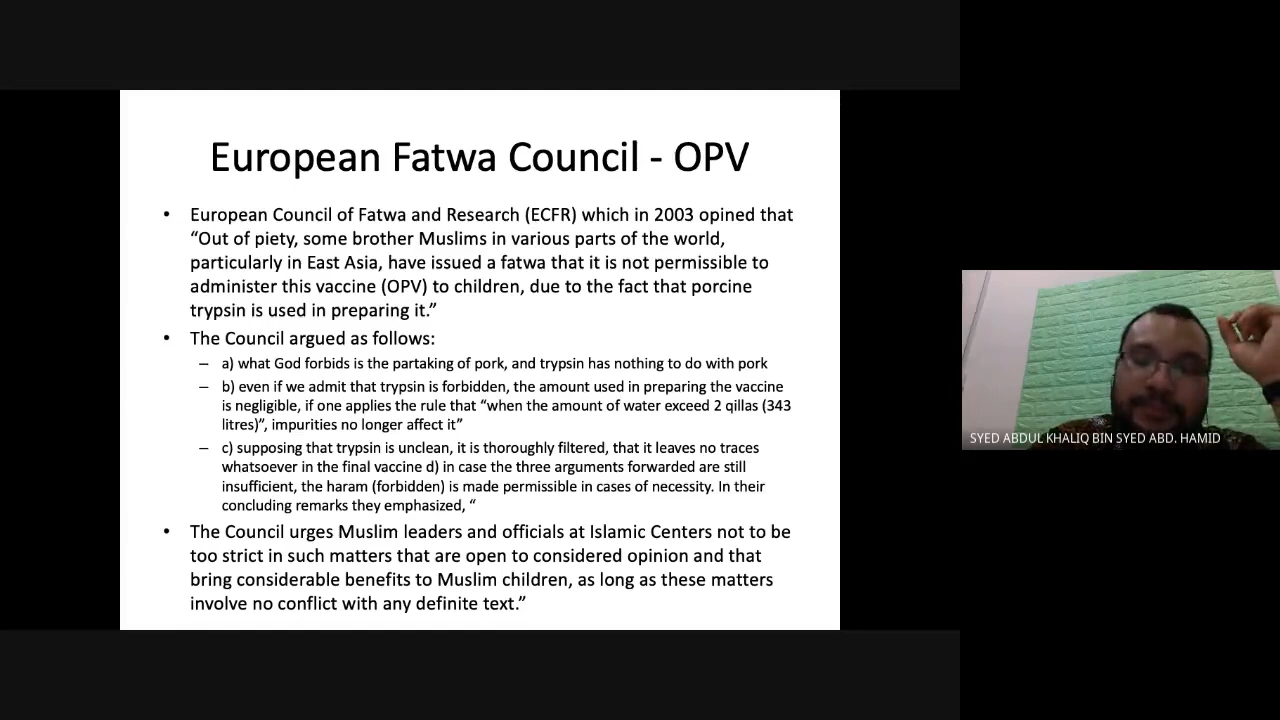 European Fatwa Council - OPV
• European Council of Fatwa and Research (ECFR) which in 2003 opined that
“Out of piety, some brother Muslims in various parts of the world,
particularly in East Asia, have issued a fatwa that it is not permissible to
administer this vaccine (OPV) to children, due to the fact that porcine
trypsin is used in preparing it.”
• The Council argued as follows:
– a) what God forbids is the partaking of pork, and trypsin has nothing to do with pork
– b) even if we admit that trypsin is forbidden, the amount used in preparing the vaccine
is negligible, if one applies the rule that “when the amount of water exceed 2 qillas (343
litres)”, impurities no longer affect it”
– c) supposing that trypsin is unclean, it is thoroughly filtered, that it leaves no traces
whatsoever in the final vaccine d) in case the three arguments forwarded are still
insufficient, the haram (forbidden) is made permissible in cases of necessity. In their
concluding remarks they emphasized, “
• The Council urges Muslim leaders and officials at Islamic Centers not to be
too strict in such matters that are open to considered opinion and that
bring considerable benefits to Muslim children, as long as these matters
involve no conflict with any definite text.”
SYED ABDUL KHALIQ BIN SYED ABD. HAMID